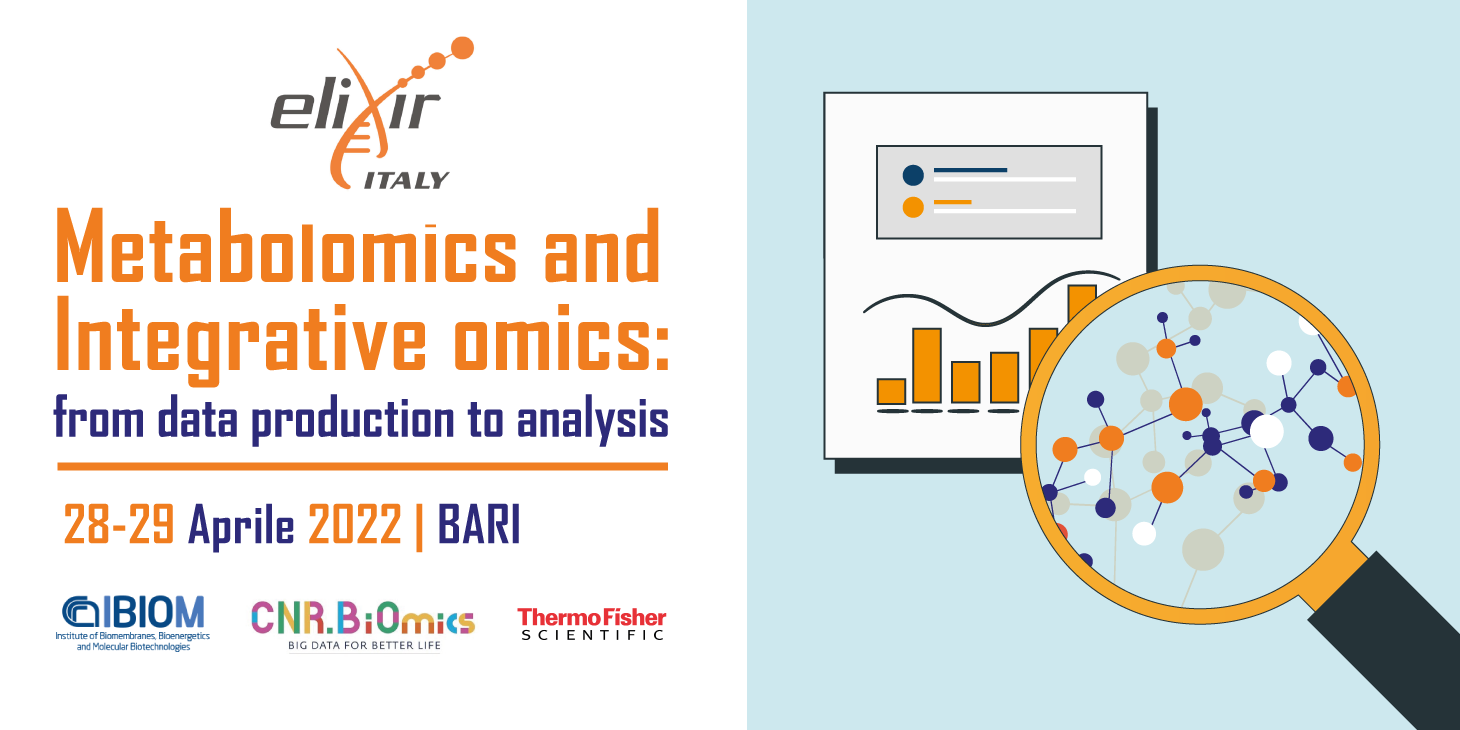 elixir
ITALY
Metabolomics and
Integrative omics:
from data production to analysis
28-29 Aprile 2022 | BARI
IBIOM
Institute of Biomembranes, Bioenergetics
and Molecular Biotechnologies
CNR.BiOmics
BIG DATA FOR BETTER LIFE
ThermoFisher
SCIENTIFIC